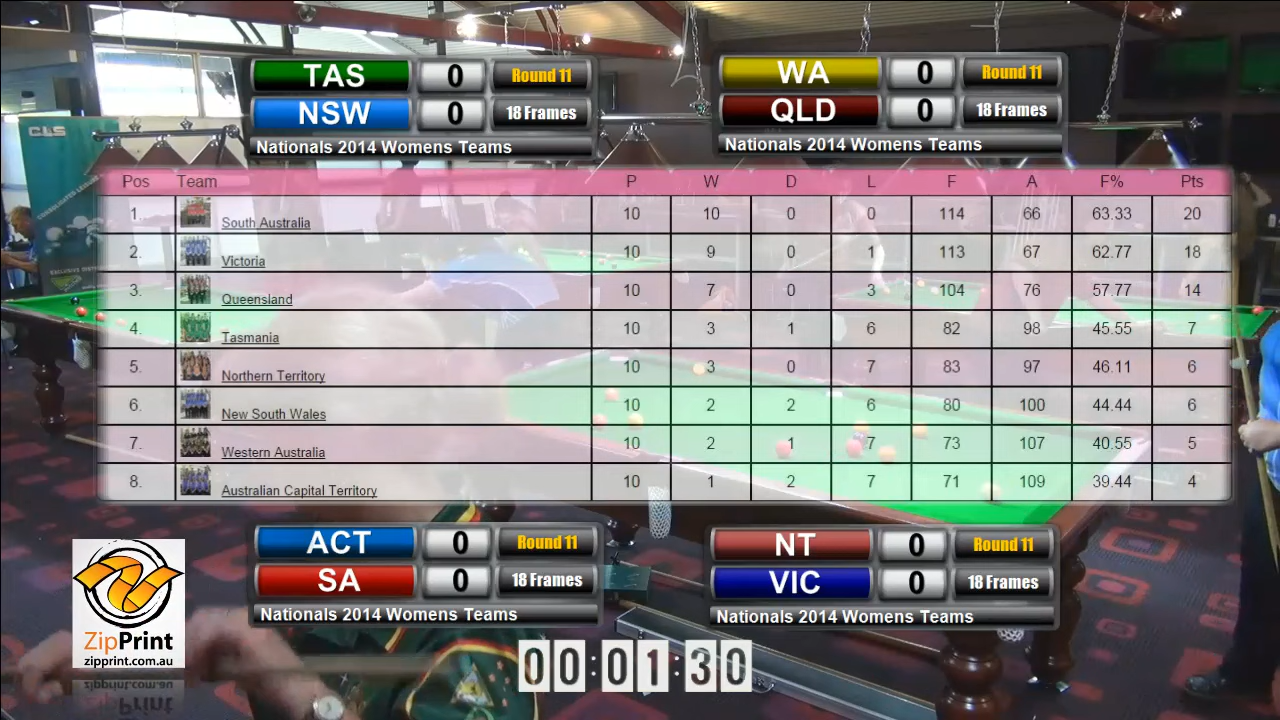 TAS 0 Round 11
NSW 0 18 Frames
Nationals 2014 Womens Teams
WA 0 Round 11
QLD 0 18 Frames
Nationals 2014 Womens Teams
CLS
Pos Team P W D L F A F% Pts
1. South Australia 10 10 0 0 114 66 63.33 20
2. Victoria 10 9 0 1 113 67 62.77 18
3. Queensland 10 7 0 3 104 76 57.77 14
4. Tasmania 10 3 1 6 82 98 45.55 7
5. Northern Territory 10 3 0 7 83 97 46.11 6
6. New South Wales 10 2 2 6 80 100 44.44 6
7. Western Australia 10 2 1 7 73 107 40.55 5
8. Australian Capital Territory 10 1 2 7 71 109 39.44 4
ACT 0 Round 11
SA 0 18 Frames
Nationals 2014 Womens Teams
NT 0 Round 11
VIC 0 18 Frames
Nationals 2014 Womens Teams
ZipPrint
zipprint.com.au
00:01:30